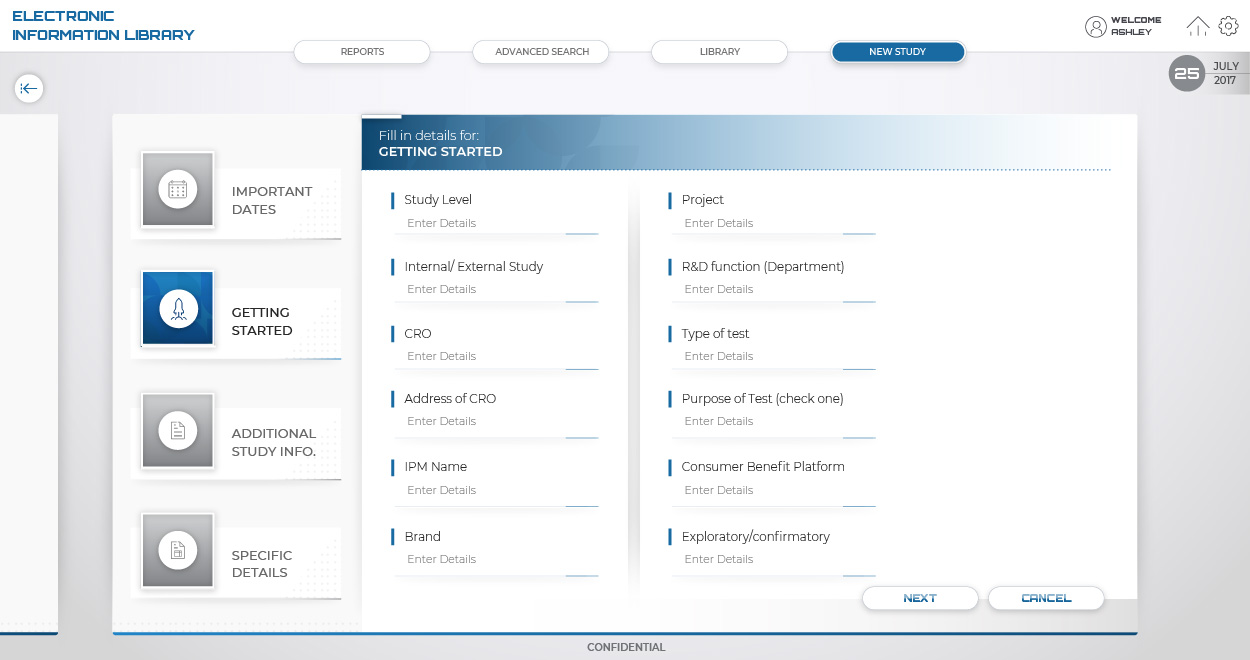 ELECTRONIC
INFORMATION LIBRARY
WELCOME
ASHLEY
REPORTS
ADVANCED SEARCH
LIBRARY
NEW STUDY
25
JULY
2017
IMPORTANT
DATES
GETTING
STARTED
ADDITIONAL
STUDY INFO.
SPECIFIC
DETAILS
Fill in details for:
GETTING STARTED
Study Level
Enter Details
Internal/ External Study
Enter Details
CRO
Enter Details
Address of CRO
Enter Details
IPM Name
Enter Details
Brand
Enter Details
Project
Enter Details
R&D function (Department)
Enter Details
Type of test
Enter Details
Purpose of Test (check one)
Enter Details
Consumer Benefit Platform
Enter Details
Exploratory/confirmatory
Enter Details
NEXT
CANCEL
CONFIDENTIAL